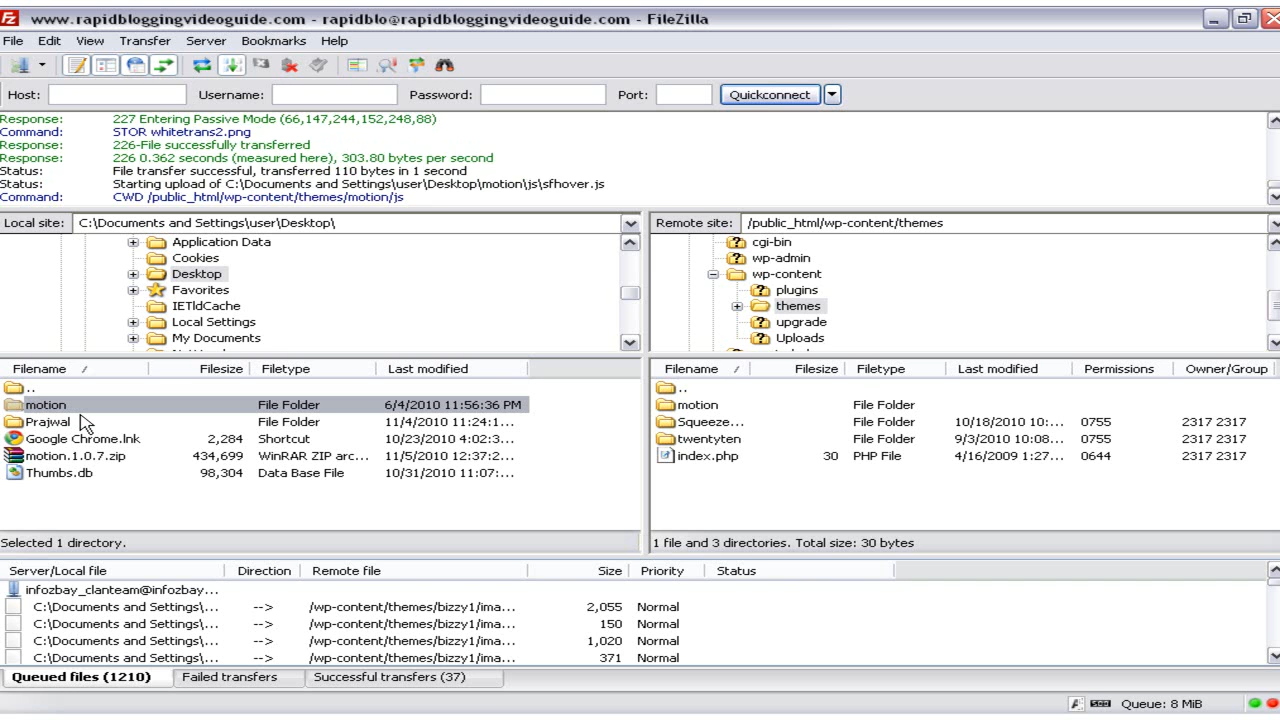 www.rapidbloggingvideoguide.com - rapidblo@rapidbloggingvideoguide.com - FileZilla
File Edit View Transfer Server Bookmarks Help
Host: Username: Password: Port: Quickconnect
Response: 227 Entering Passive Mode (66,147,244,152,248,88)
Command: STOR whitetrans2.png
Response: 226-File successfully transferred
Response: 226 0.362 seconds (measured here), 303.80 bytes per second
Status: File transfer successful, transferred 110 bytes in 1 second
Status: Starting upload of C:\Documents and Settings\user\Desktop\motion\js\sfhover.js
Command: CWD /public_html/wp-content/themes/motion/js
Local site: C:\Documents and Settings\user\Desktop\
Application Data
Cookies
Desktop
Favorites
IETldCache
Local Settings
My Documents
Remote site: /public_html/wp-content/themes
cgi-bin
wp-admin
wp-content
plugins
themes
upgrade
Uploads
Filename / Filesize Filetype Last modified
..
motion File Folder 6/4/2010 11:56:36 PM
Prajwal File Folder 11/4/2010 11:24:1...
Google Chrome.lnk 2,284 Shortcut 10/23/2010 4:02:3...
motion.1.0.7.zip 434,699 WinRAR ZIP arc... 11/5/2010 12:37:2...
Thumbs.db 98,304 Data Base File 10/31/2010 11:07:...
Selected 1 directory.
Filename / Filesize Filetype Last modified Permissions Owner/Group
..
motion File Folder
Squeeze... File Folder 10/18/2010 10:... 0755 2317 2317
twentyten File Folder 9/3/2010 10:08... 0755 2317 2317
index.php 30 PHP File 4/16/2009 1:27... 0644 2317 2317
1 file and 3 directories. Total size: 30 bytes
Server/Local file Direction Remote file Size Priority Status
infozbay_clanteam@infozbay...
C:\Documents and Settings\... --> /wp-content/themes/bizzy1/ima... 2,055 Normal
C:\Documents and Settings\... --> /wp-content/themes/bizzy1/ima... 150 Normal
C:\Documents and Settings\... --> /wp-content/themes/bizzy1/ima... 1,020 Normal
C:\Documents and Settings\... --> /wp-content/themes/bizzy1/ima... 371 Normal
Queued files (1210) Failed transfers Successful transfers (37)
Queue: 8 MiB